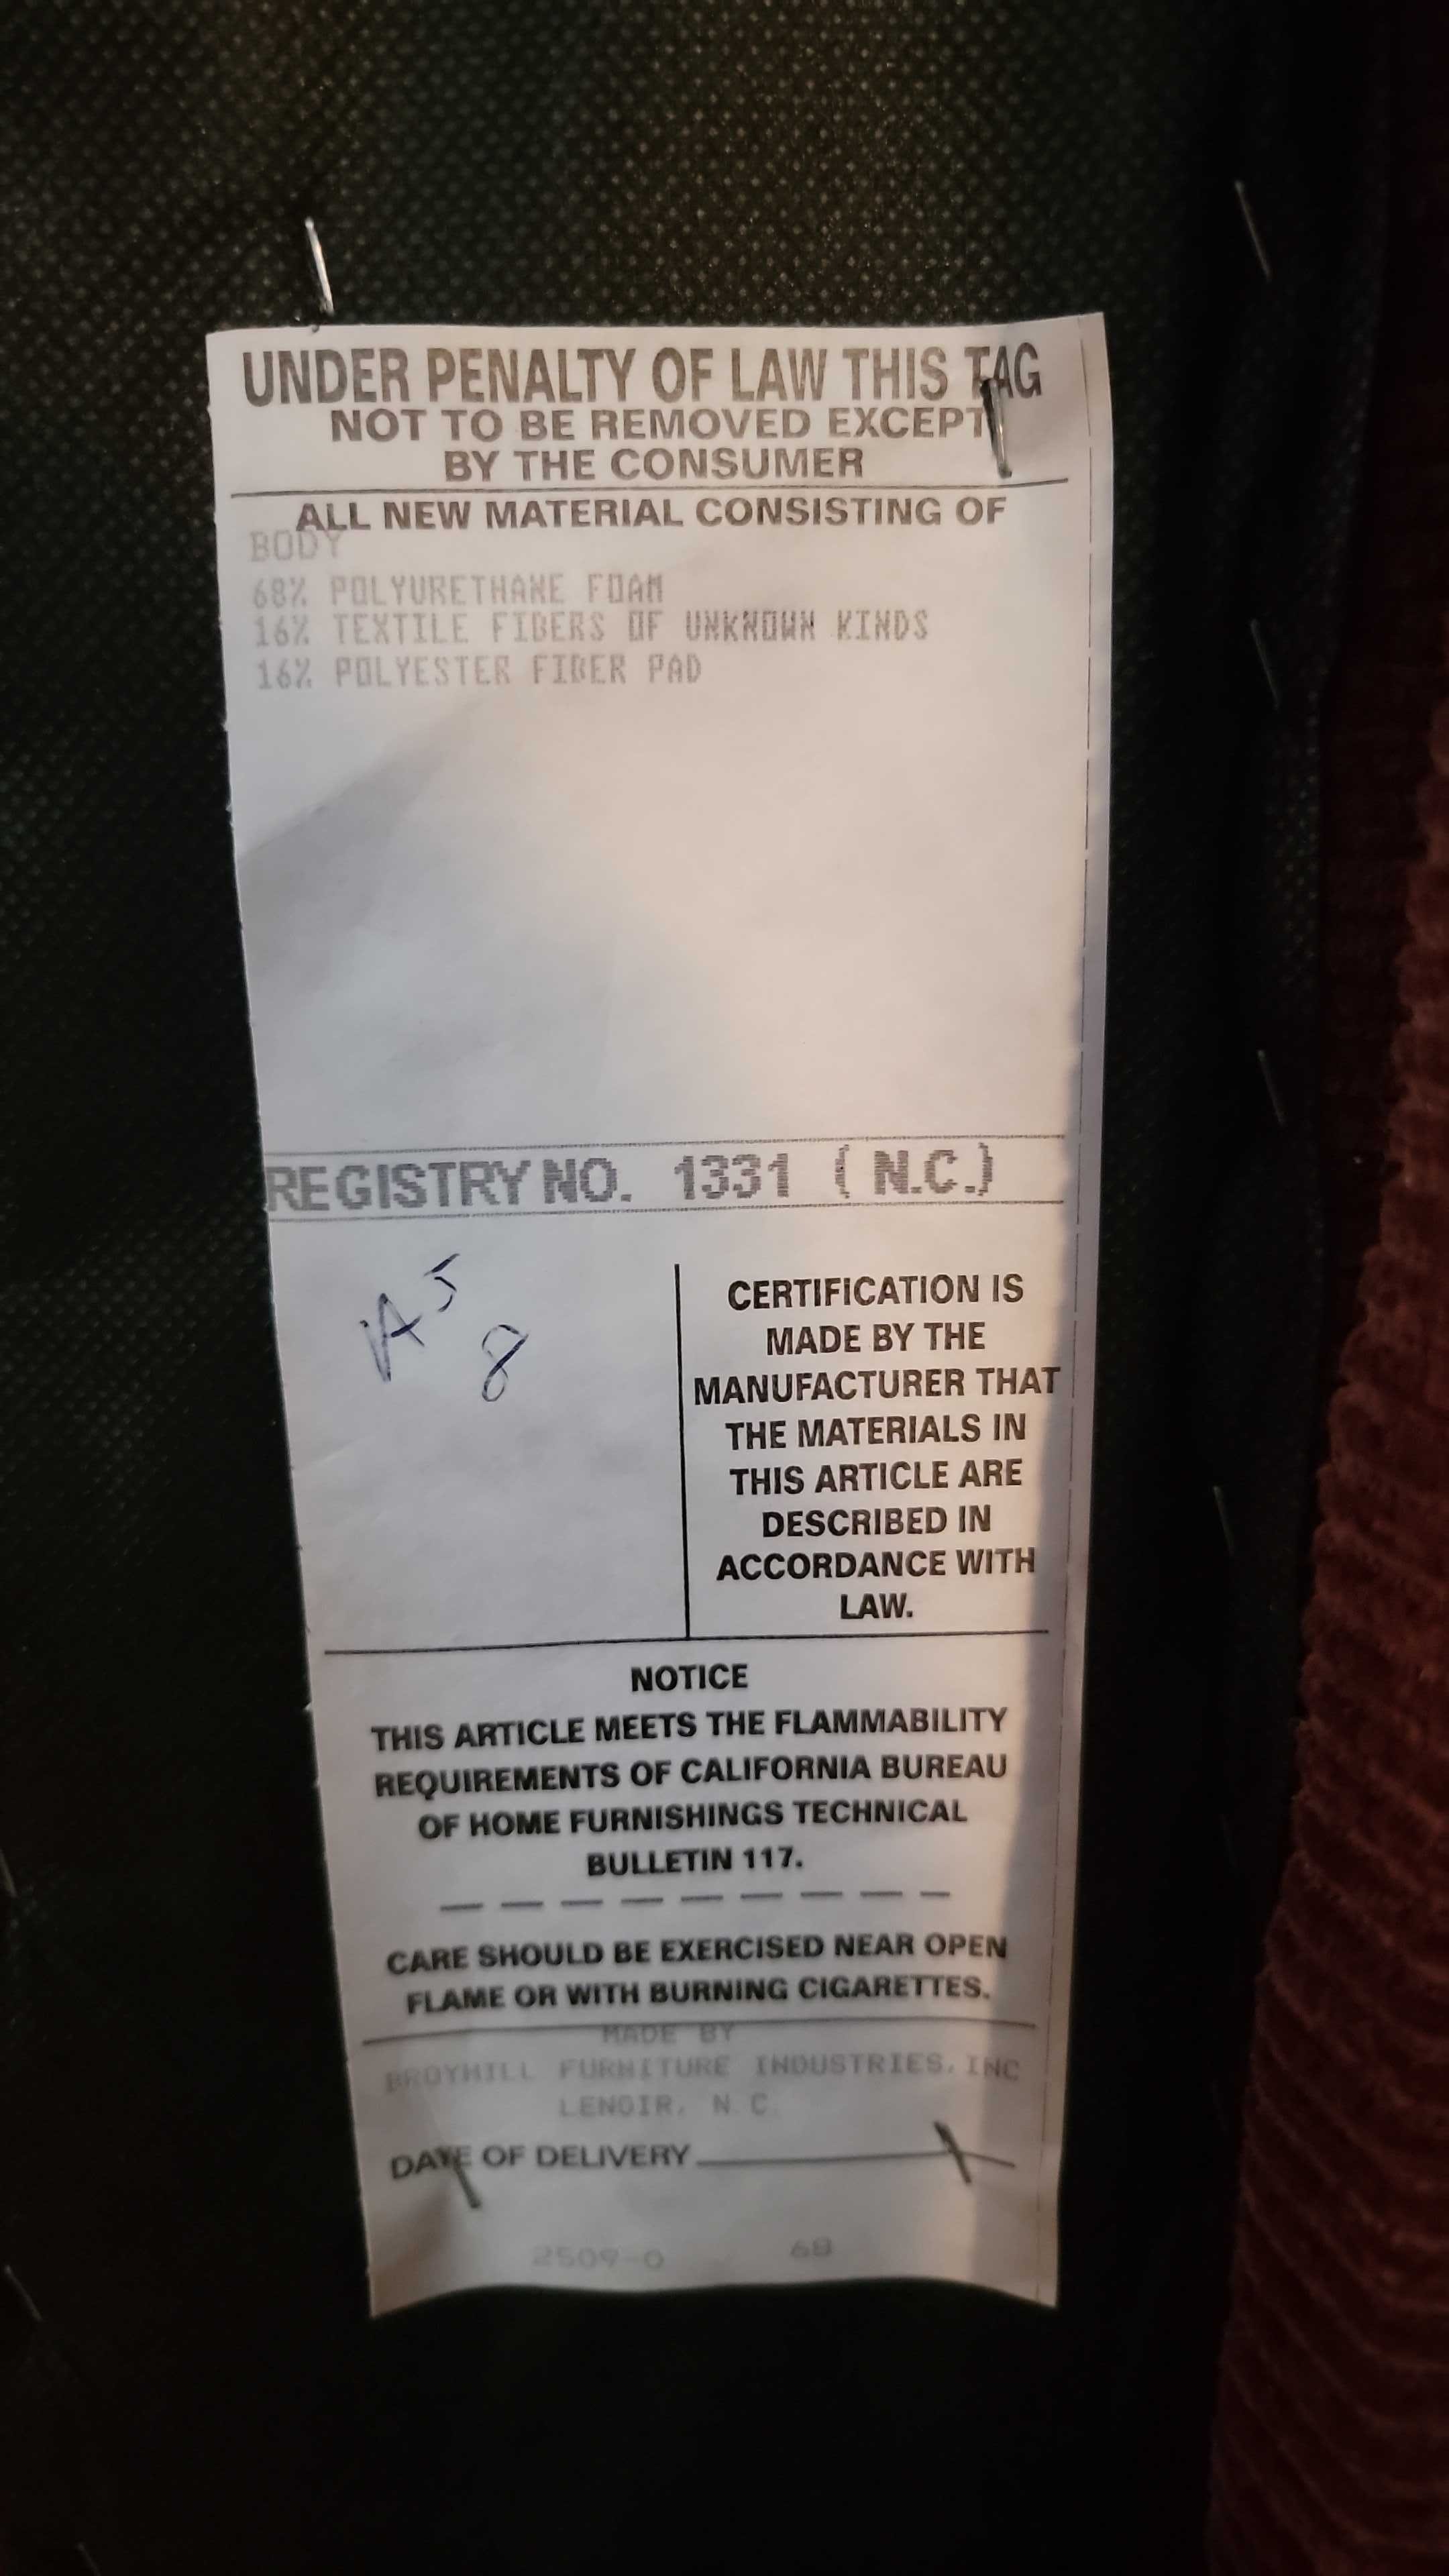 UNDER PENALTY OF LAW THIS TAG
NOT TO BE REMOVED EXCEPT
BY THE CONSUMER
ALL NEW MATERIAL CONSISTING OF
BODY
68% POLYURETHANE FOAM
16% TEXTILE FIBERS OF UNKNOWN KINDS
16% POLYESTER FIBER PAD
REGISTRY NO. 1331 (N.C.)
A5
8
CERTIFICATION IS
MADE BY THE
MANUFACTURER THAT
THE MATERIALS IN
THIS ARTICLE ARE
DESCRIBED IN
ACCORDANCE WITH
LAW.
NOTICE
THIS ARTICLE MEETS THE FLAMMABILITY
REQUIREMENTS OF CALIFORNIA BUREAU
OF HOME FURNISHINGS TECHNICAL
BULLETIN 117.
CARE SHOULD BE EXERCISED NEAR OPEN
FLAME OR WITH BURNING CIGARETTES.
MADE BY
BROYHILL FURNITURE INDUSTRIES, INC
LENOIR, N.C.
DATE OF DELIVERY
2509-0 68